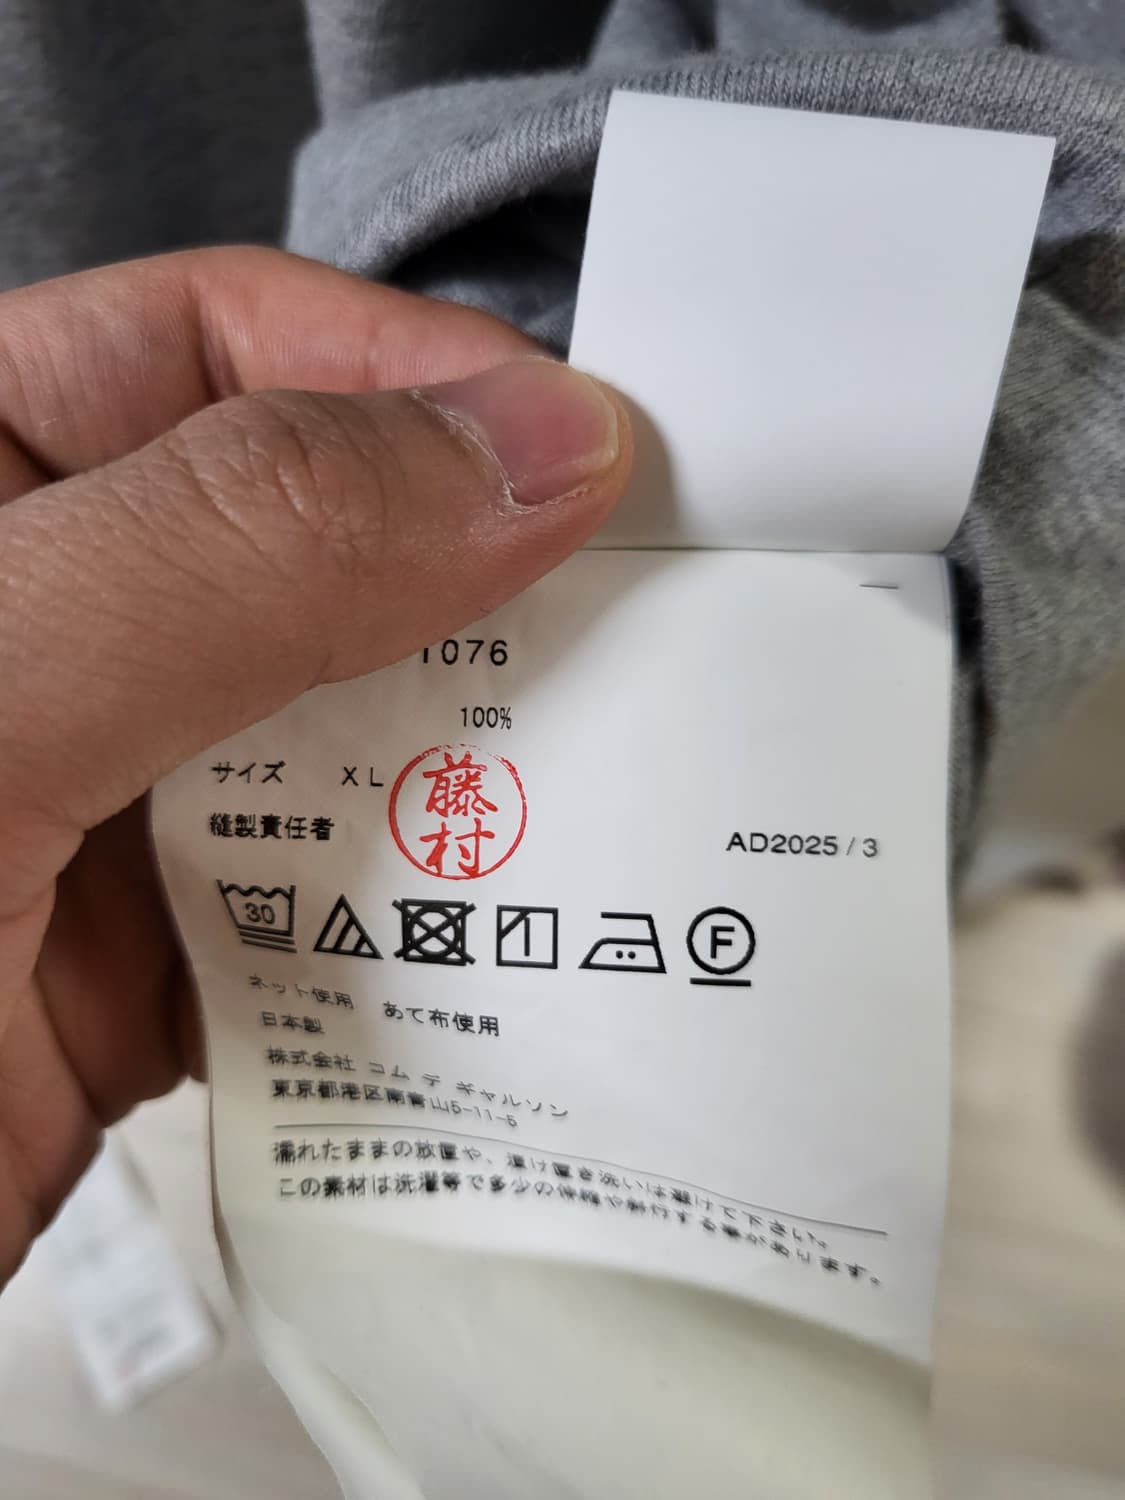 1076
100%
サイズ XL
藤村
縫製責任者
AD2025/3
30
F
ネット使用 あて布使用
日本製
株式会社 コム デ ギャルソン
東京都港区南青山5-11-5
濡れたままの放置や、漬け置き洗いは避けて下さい。
この素材は洗濯等で多少の伸縮や斜行する事があります。